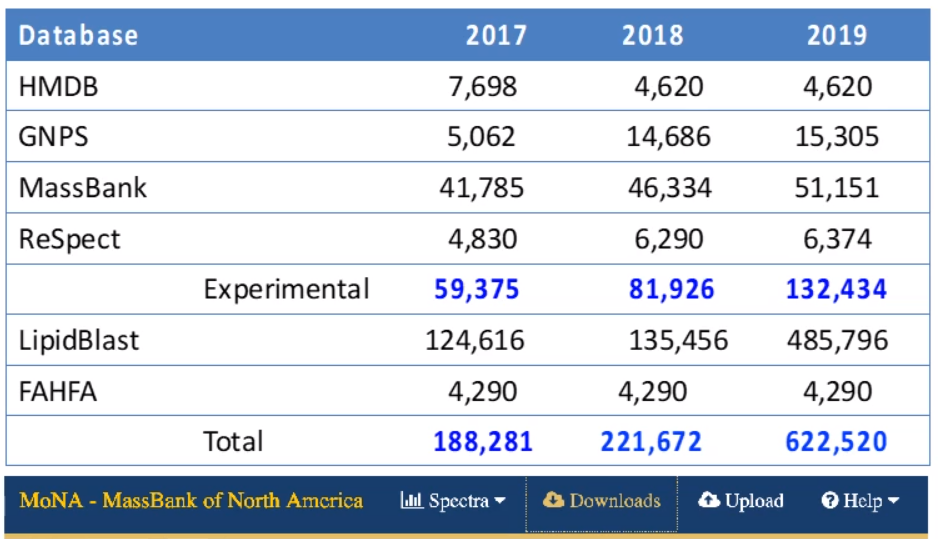 Database 2017 2018 2019
HMDB 7,698 4,620 4,620
GNPS 5,062 14,686 15,305
MassBank 41,785 46,334 51,151
ReSpect 4,830 6,290 6,374
Experimental 59,375 81,926 132,434
LipidBlast 124,616 135,456 485,796
FAHFA 4,290 4,290 4,290
Total 188,281 221,672 622,520
MoNA - MassBank of North America Spectra Downloads Upload Help